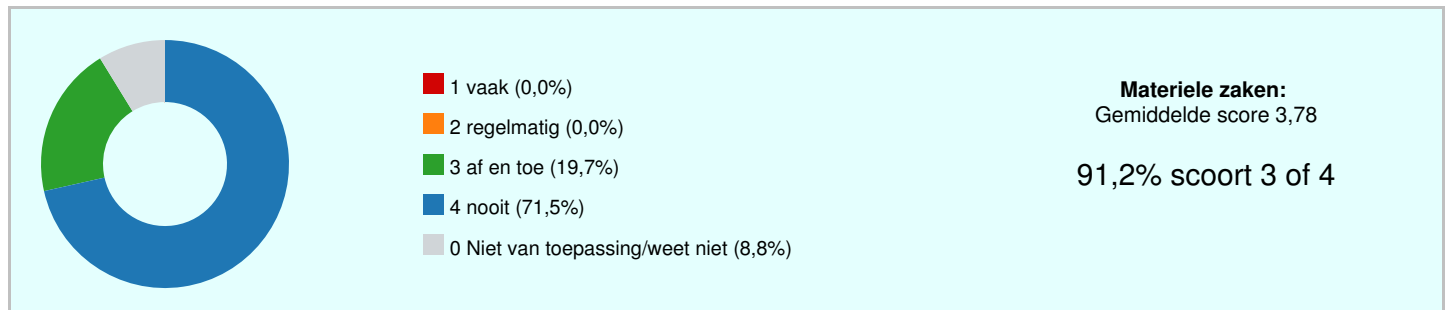 1 vaak (0,0%)
2 regelmatig (0,0%)
3 af en toe (19,7%)
4 nooit (71,5%)
0 Niet van toepassing/weet niet (8,8%)
Materiele zaken:
Gemiddelde score 3,78
91,2% scoort 3 of 4